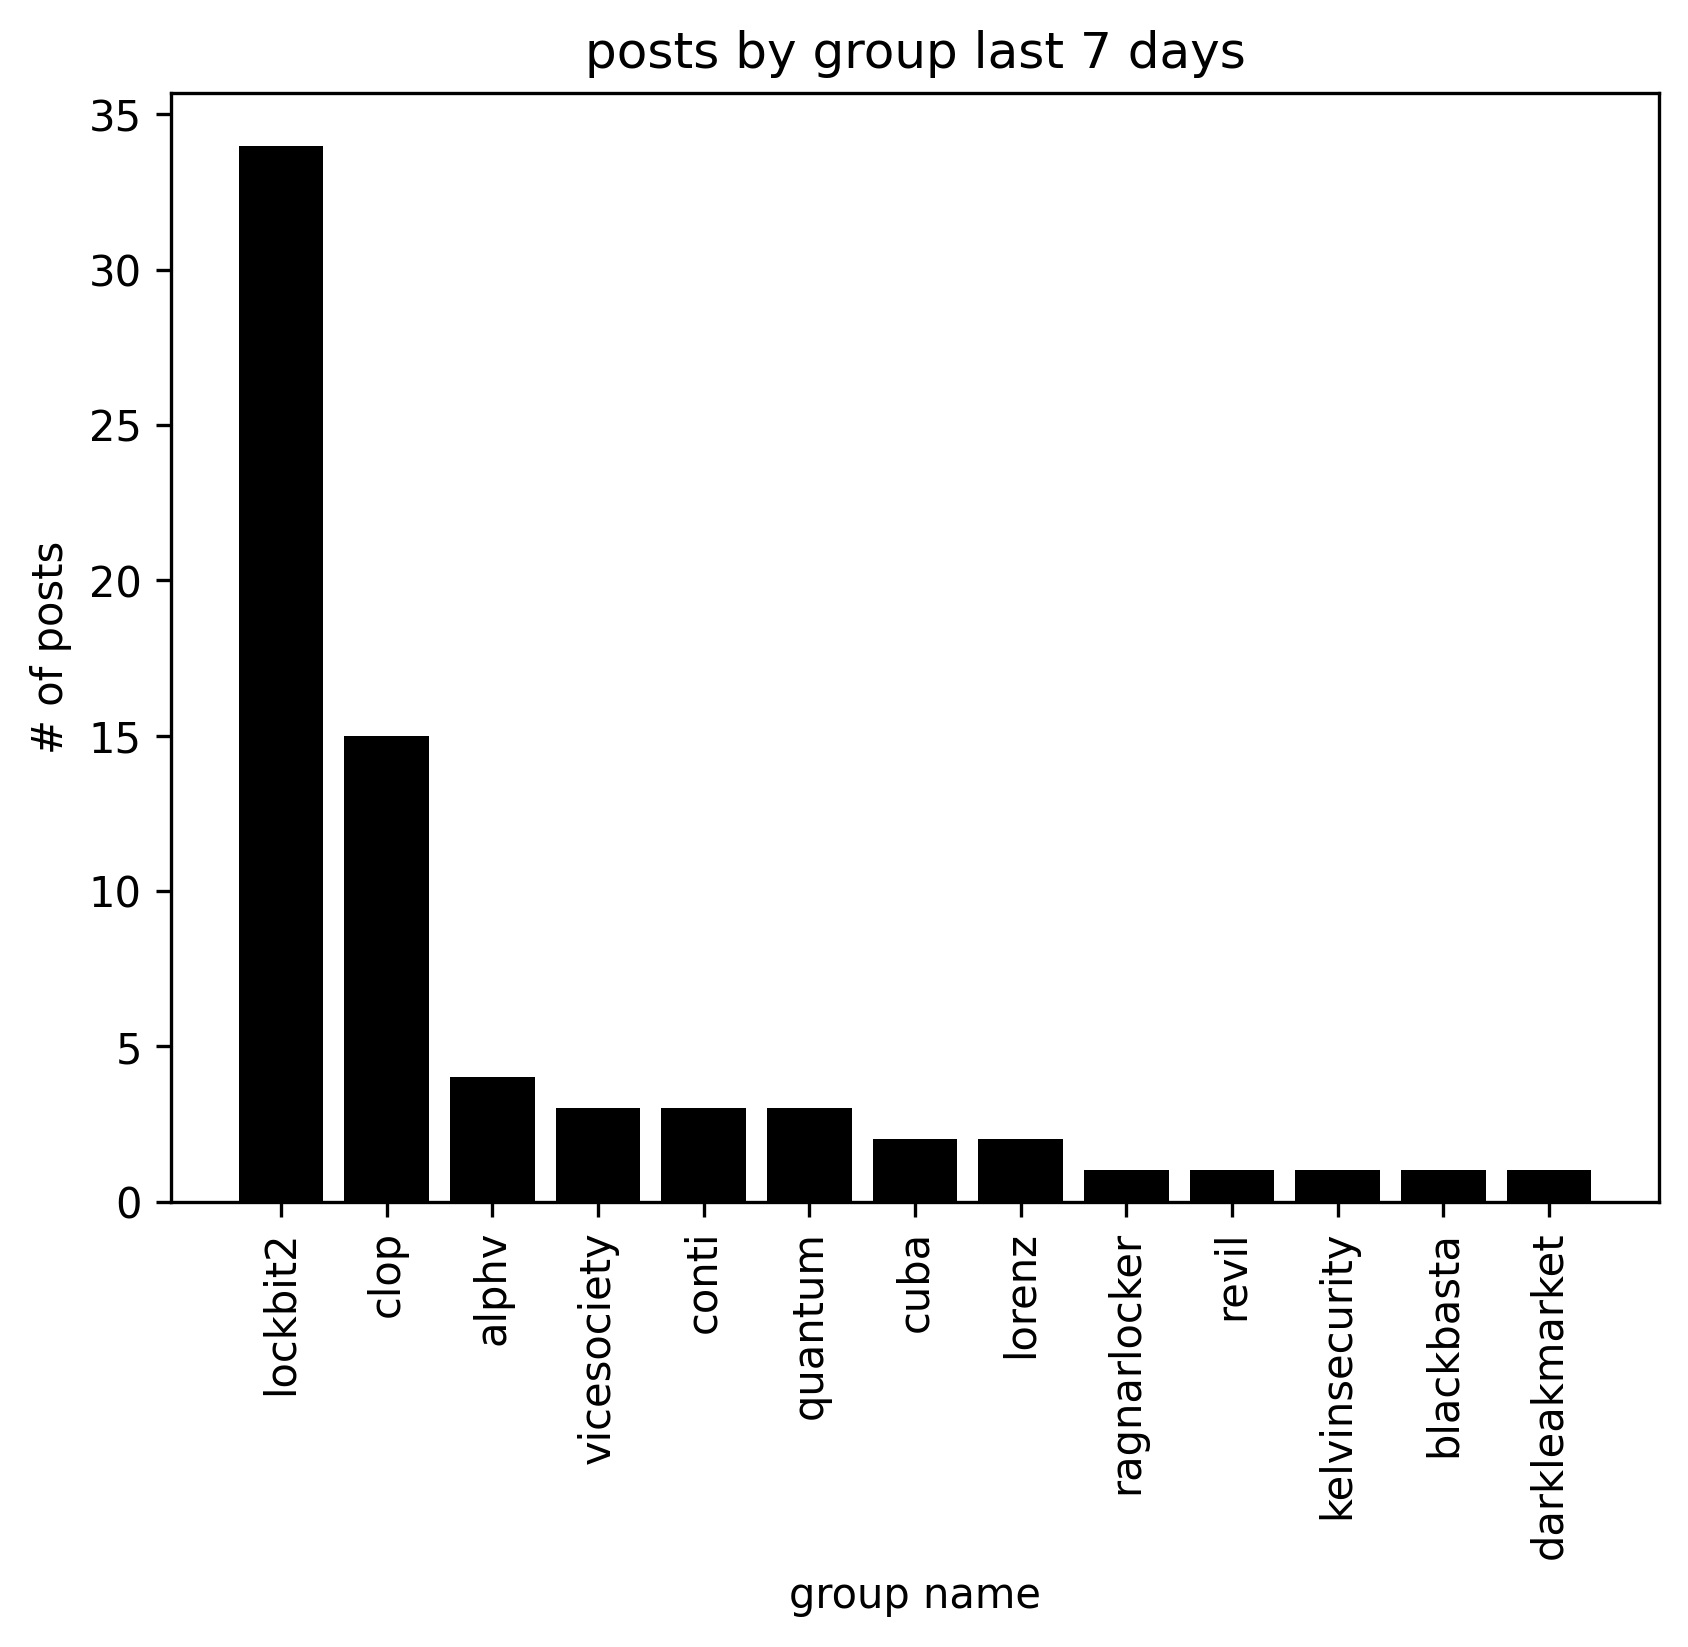 posts by group last 7 days
35
30
25
20
15
10
5
0
# of posts
lockbit2
clop
alphv
vicesociety
conti
quantum
cuba
lorenz
ragnarlocker
revil
kelvinsecurity
blackbasta
darkleakmarket
group name